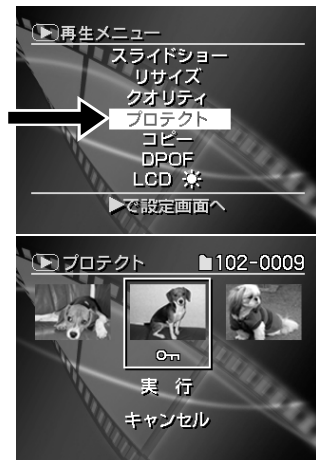 再生メニュー
スライドショー
リサイズ
クオリティ
プロテクト
コピー
DPOF
LCD
▶で設定画面へ
プロテクト 102-0009
実 行
キャンセル